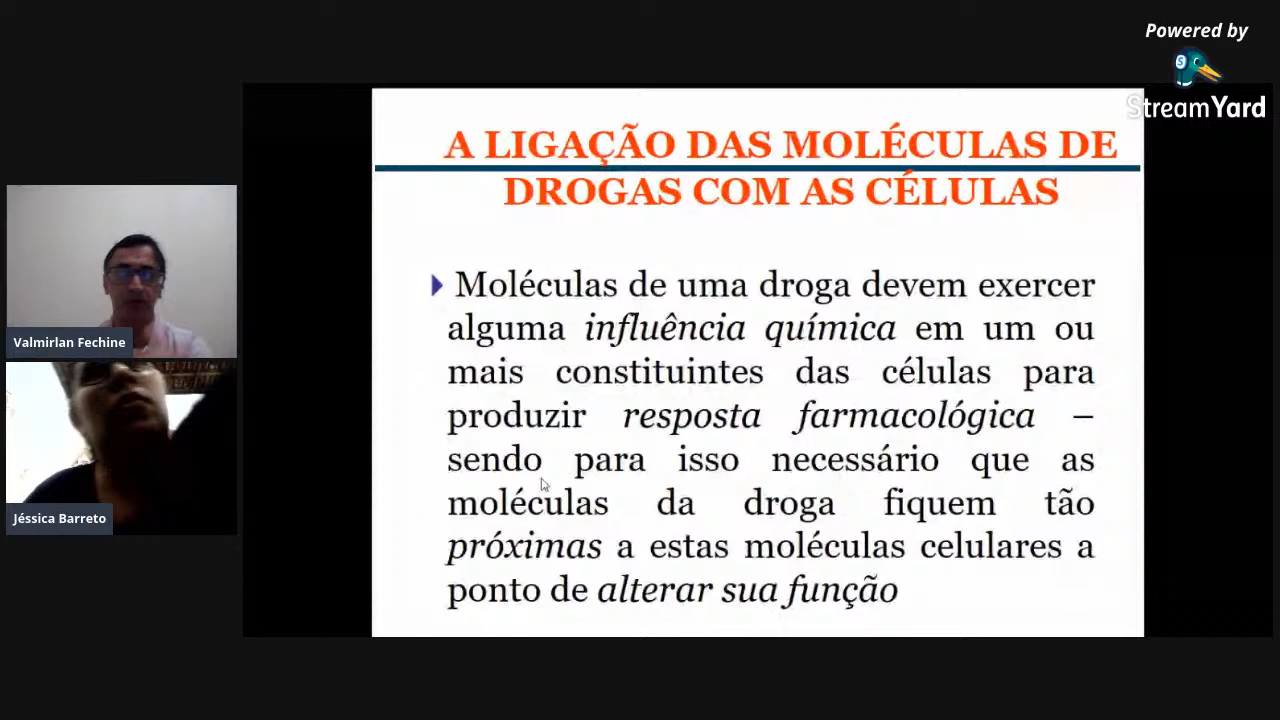 Powered by
StreamYard
A LIGAÇÃO DAS MOLÉCULAS DE
DROGAS COM AS CÉLULAS
Moléculas de uma droga devem exercer
alguma influência química em um ou
mais constituintes das células para
produzir resposta farmacológica –
sendo para isso necessário que as
moléculas da droga fiquem tão
próximas a estas moléculas celulares a
ponto de alterar sua função
Valmirlan Fechine
Jéssica Barreto